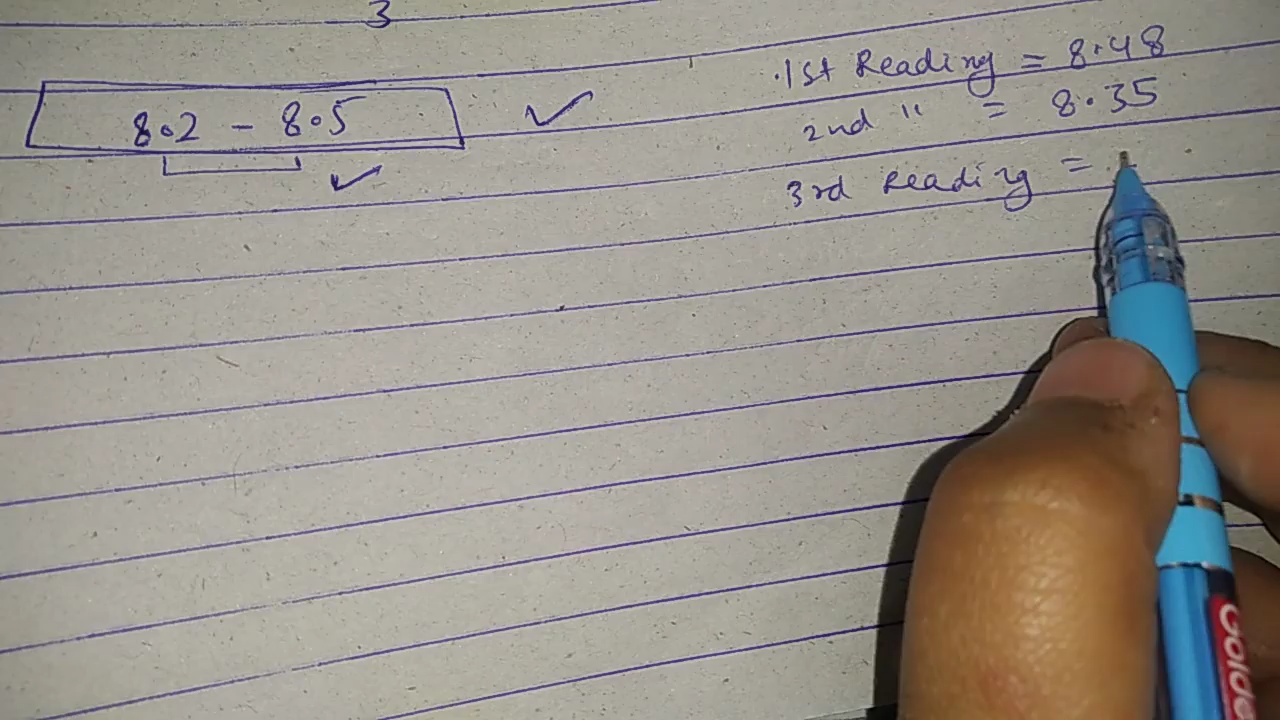 3
8.2 - 8.5
1st Reading = 8.48
2nd " = 8.35
3rd Reading =